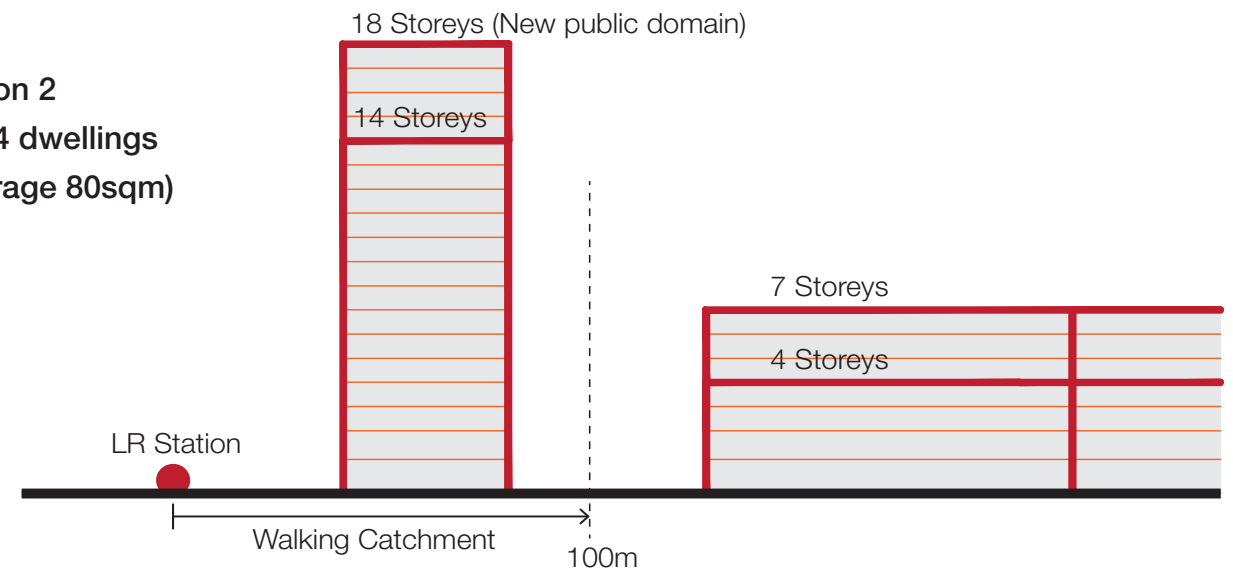 18 Storeys (New public domain)
on 2
14 Storeys
4 dwellings
rage 80sqm)
7 Storeys
4 Storeys
LR Station
Walking Catchment
100m